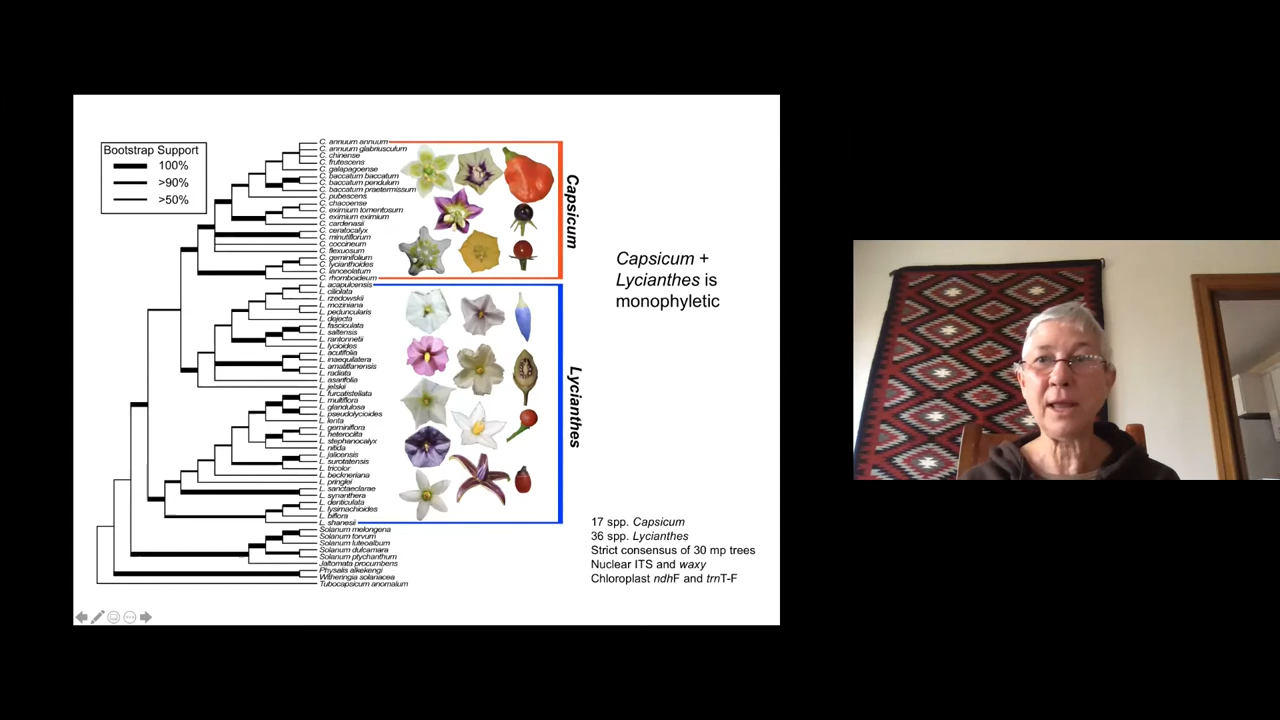 Bootstrap Support
100%
>90%
>50%
C. annuum annuum
C. annuum glabriusculum
C. chinense
C. frutescens
C. galapagoense
C. baccatum baccatum
C. baccatum pendulum
C. baccatum praetermissum
C. pubescens
C. chacoense
C. eximium tomentosum
C. eximium eximium
C. cardenasii
C. ceratocalyx
C. minutiflorum
C. coccineum
C. flexuosum
C. geminifolium
C. lycianthoides
C. lanceolatum
C. rhomboideum
L. acapulcensis
L. ciliolata
L. rzedowskii
L. moziniana
L. peduncularis
L. dejecta
L. fasciculata
L. saltensis
L. rantonnetii
L. lycioides
L. acutifolia
L. inaequilatera
L. amatitlanensis
L. radiata
L. asarifolia
L. jelskii
L. furcatistellata
L. multiflora
L. glandulosa
L. pseudolycioides
L. lenta
L. geminiflora
L. heteroclita
L. stephanocalyx
L. nitida
L. jalicensis
L. surotatensis
L. tricolor
L. beckneriana
L. pringlei
L. sanctaeclarae
L. synanthera
L. denticulata
L. lysimachioides
L. biflora
L. shanesii
Solanum melongena
Solanum torvum
Solanum luteoalbum
Solanum dulcamara
Solanum ptychanthum
Jaltomata procumbens
Physalis alkekengi
Witheringia solanacea
Tubocapsicum anomalum
Capsicum
Lycianthes
Capsicum +
Lycianthes is
monophyletic
17 spp. Capsicum
36 spp. Lycianthes
Strict consensus of 30 mp trees
Nuclear ITS and waxy
Chloroplast ndhF and trnT-F